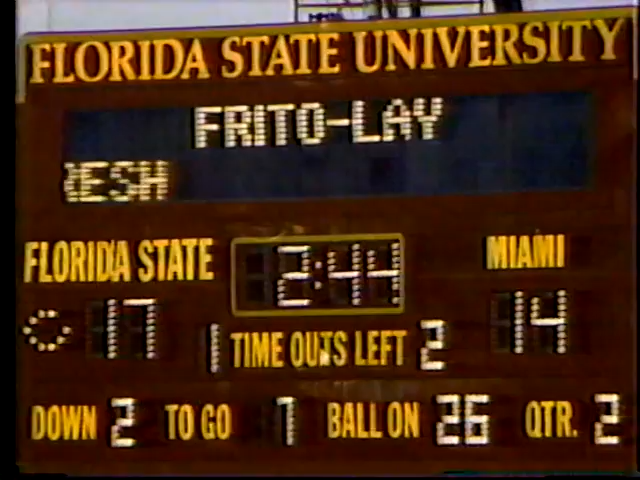 FLORIDA STATE UNIVERSITY
FRITO-LAY
RESH
FLORIDA STATE 2:44 MIAMI
17 14
1 TIME OUTS LEFT 2
DOWN 2 TO GO 7 BALL ON 26 QTR. 2